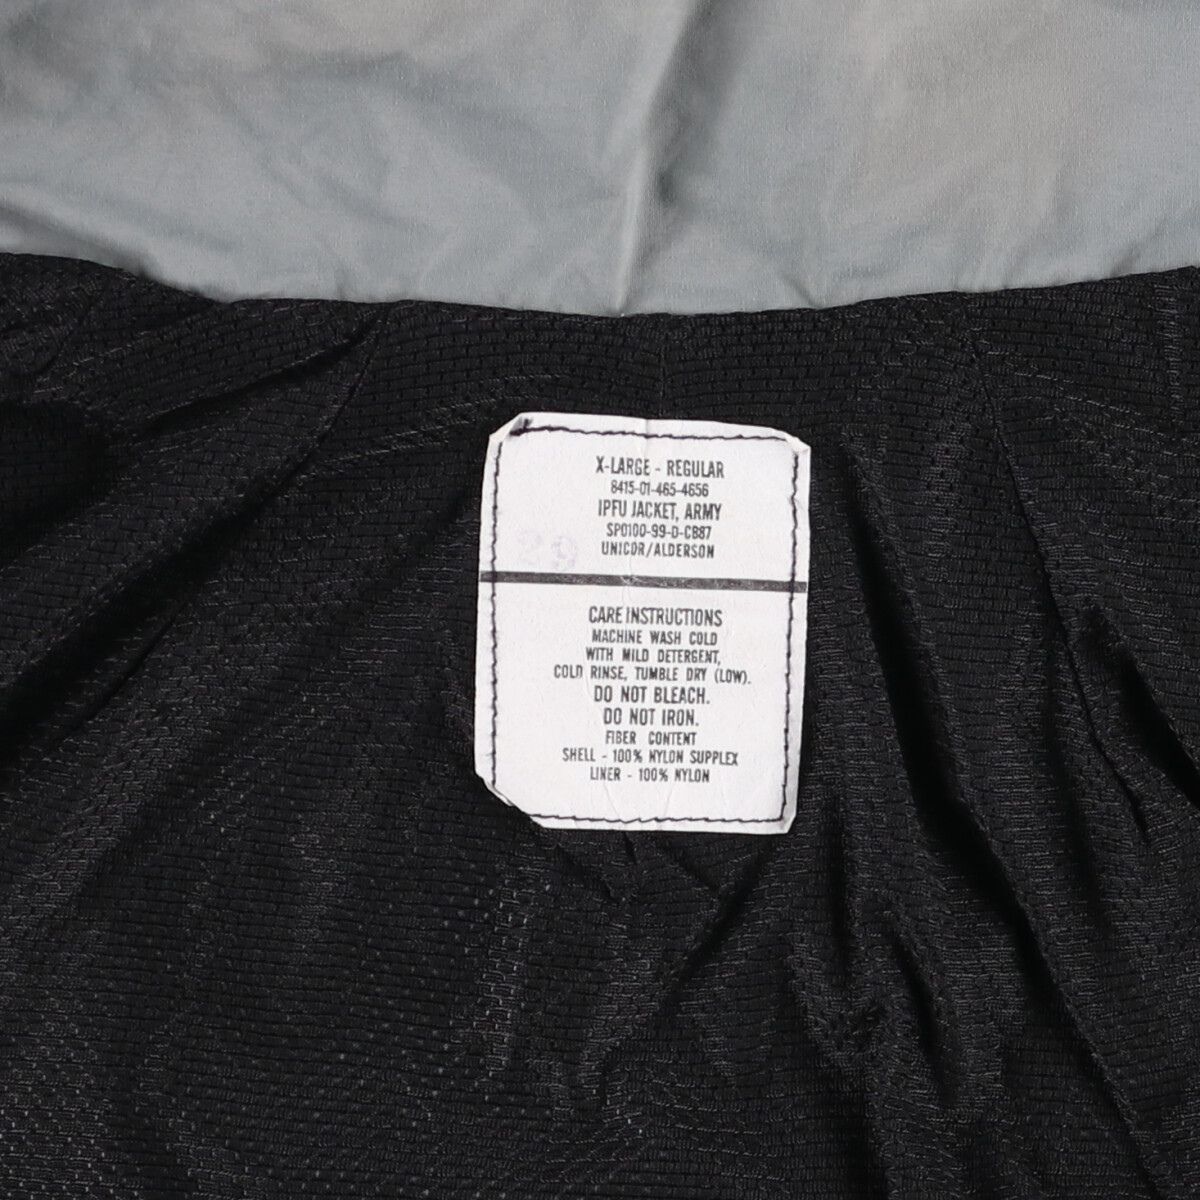 X-LARGE - REGULAR
8415-01-465-4656
IPFU JACKET, ARMY
SP0100-99-D-CB87
UNICOR/ALDERSON
29
CARE INSTRUCTIONS
MACHINE WASH COLD
WITH MILD DETERGENT,
COLD RINSE, TUMBLE DRY (LOW).
DO NOT BLEACH.
DO NOT IRON.
FIBER CONTENT
SHELL - 100% NYLON SUPPLEX
LINER - 100% NYLON